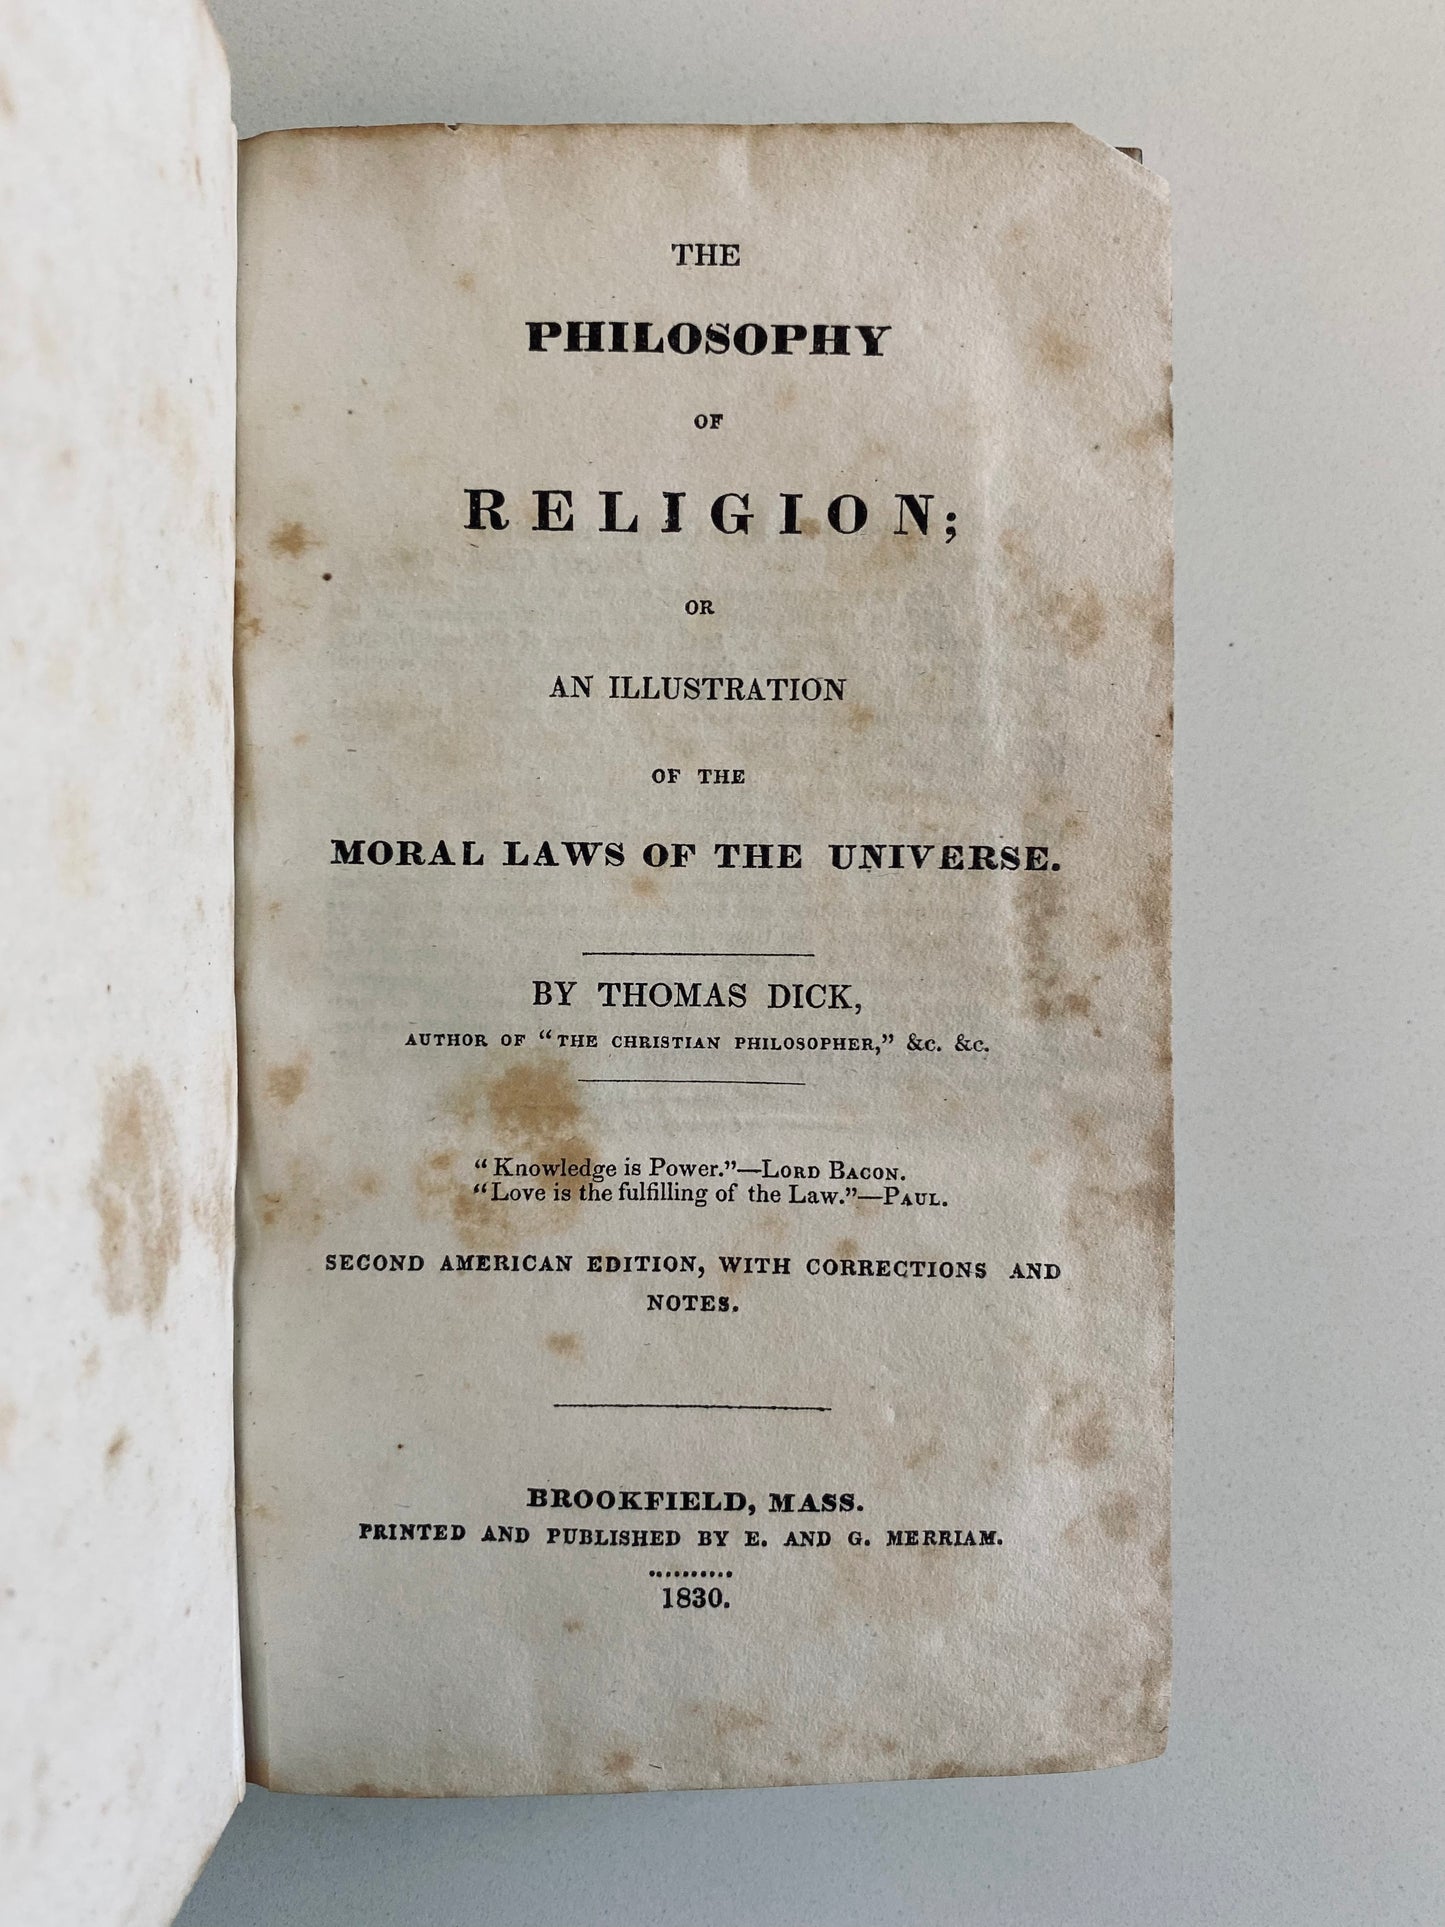 THE
PHILOSOPHY
OF
RELIGION;
OR
AN ILLUSTRATION
OF THE
MORAL LAWS OF THE UNIVERSE.
BY THOMAS DICK,
AUTHOR OF “THE CHRISTIAN PHILOSOPHER,” &c. &c.
“Knowledge is Power.”—LORD BACON.
“Love is the fulfilling of the Law.”—PAUL.
SECOND AMERICAN EDITION, WITH CORRECTIONS AND
NOTES.
BROOKFIELD, MASS.
PRINTED AND PUBLISHED BY E. AND G. MERRIAM.
1830.